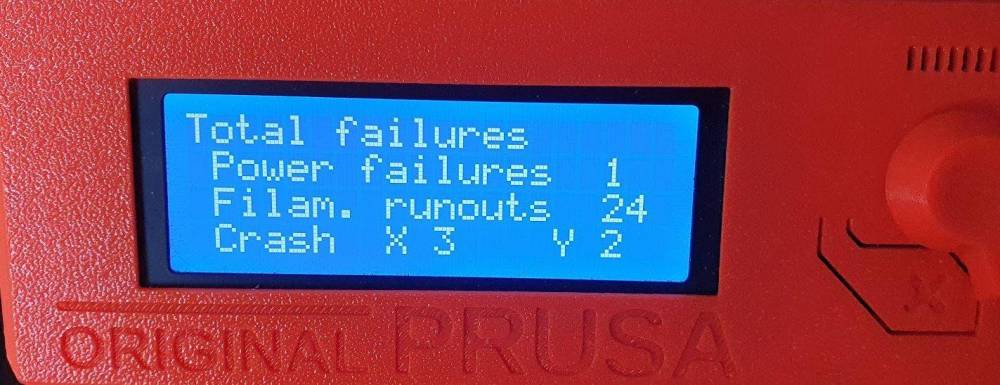 Total failures
Power failures 1
Filam. runouts 24
Crash X 3 Y 2
ORIGINAL PRUSA